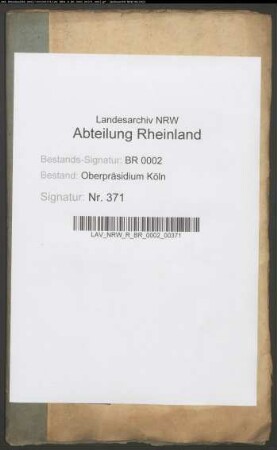 Landesarchiv NRW
Abteilung Rheinland
Bestands-Signatur: BR 0002
Bestand: Oberpräsidium Köln
Signatur: Nr. 371
LAV_NRW_R_BR_0002_00371